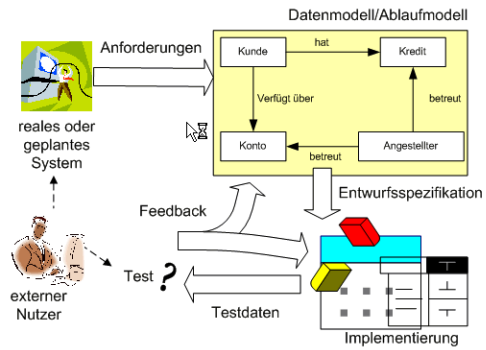 Datenmodell/Ablaufmodell
Anforderungen
Kunde
hat
Kredit
Verfügt über
betreut
Konto
betreut
Angestellter
reales oder
geplantes
System
Entwurfsspezifikation
Feedback
Test
externer
Nutzer
Testdaten
Implementierung